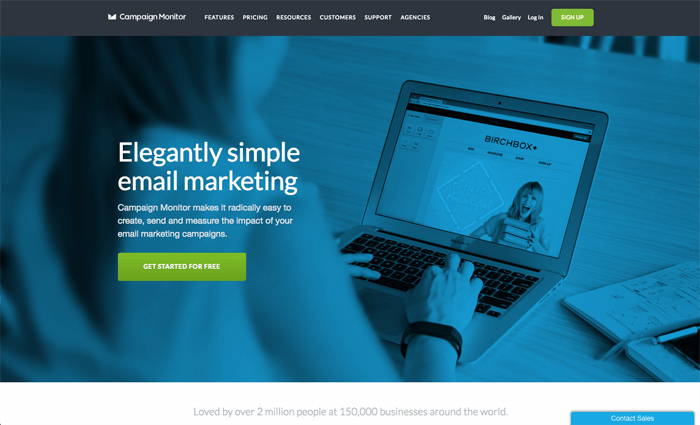 Campaign Monitor
FEATURES PRICING RESOURCES CUSTOMERS SUPPORT AGENCIES
Blog Gallery Log In SIGN UP
BIRCHBOX
Elegantly simple
email marketing
Campaign Monitor makes it radically easy to
create, send and measure the impact of your
email marketing campaigns.
GET STARTED FOR FREE
Loved by over 2 million people at 150,000 businesses around the world.
Contact Sales